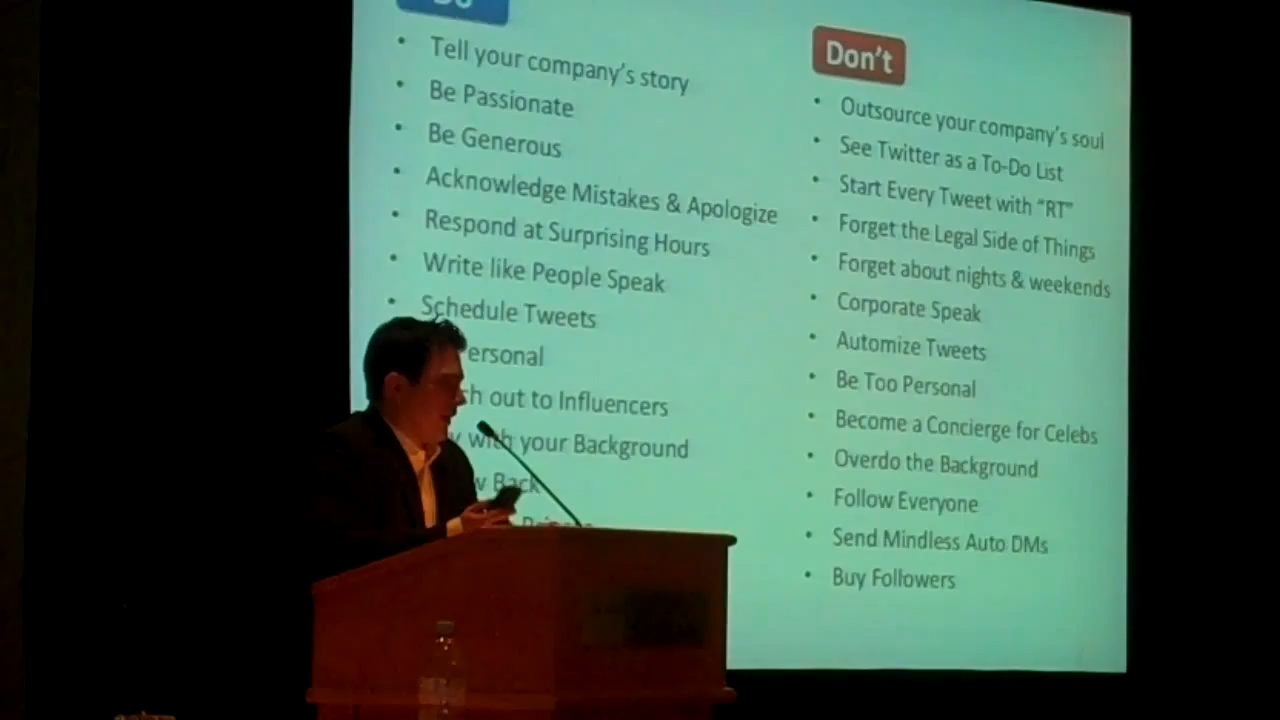 Do
Tell your company's story
Be Passionate
Be Generous
Acknowledge Mistakes & Apologize
Respond at Surprising Hours
Write like People Speak
Schedule Tweets
ersonal
ch out to Influencers
with your Background
w Back
Don't
Outsource your company's soul
See Twitter as a To-Do List
Start Every Tweet with "RT"
Forget the Legal Side of Things
Forget about nights & weekends
Corporate Speak
Automize Tweets
Be Too Personal
Become a Concierge for Celebs
Overdo the Background
Follow Everyone
Send Mindless Auto DMs
Buy Followers